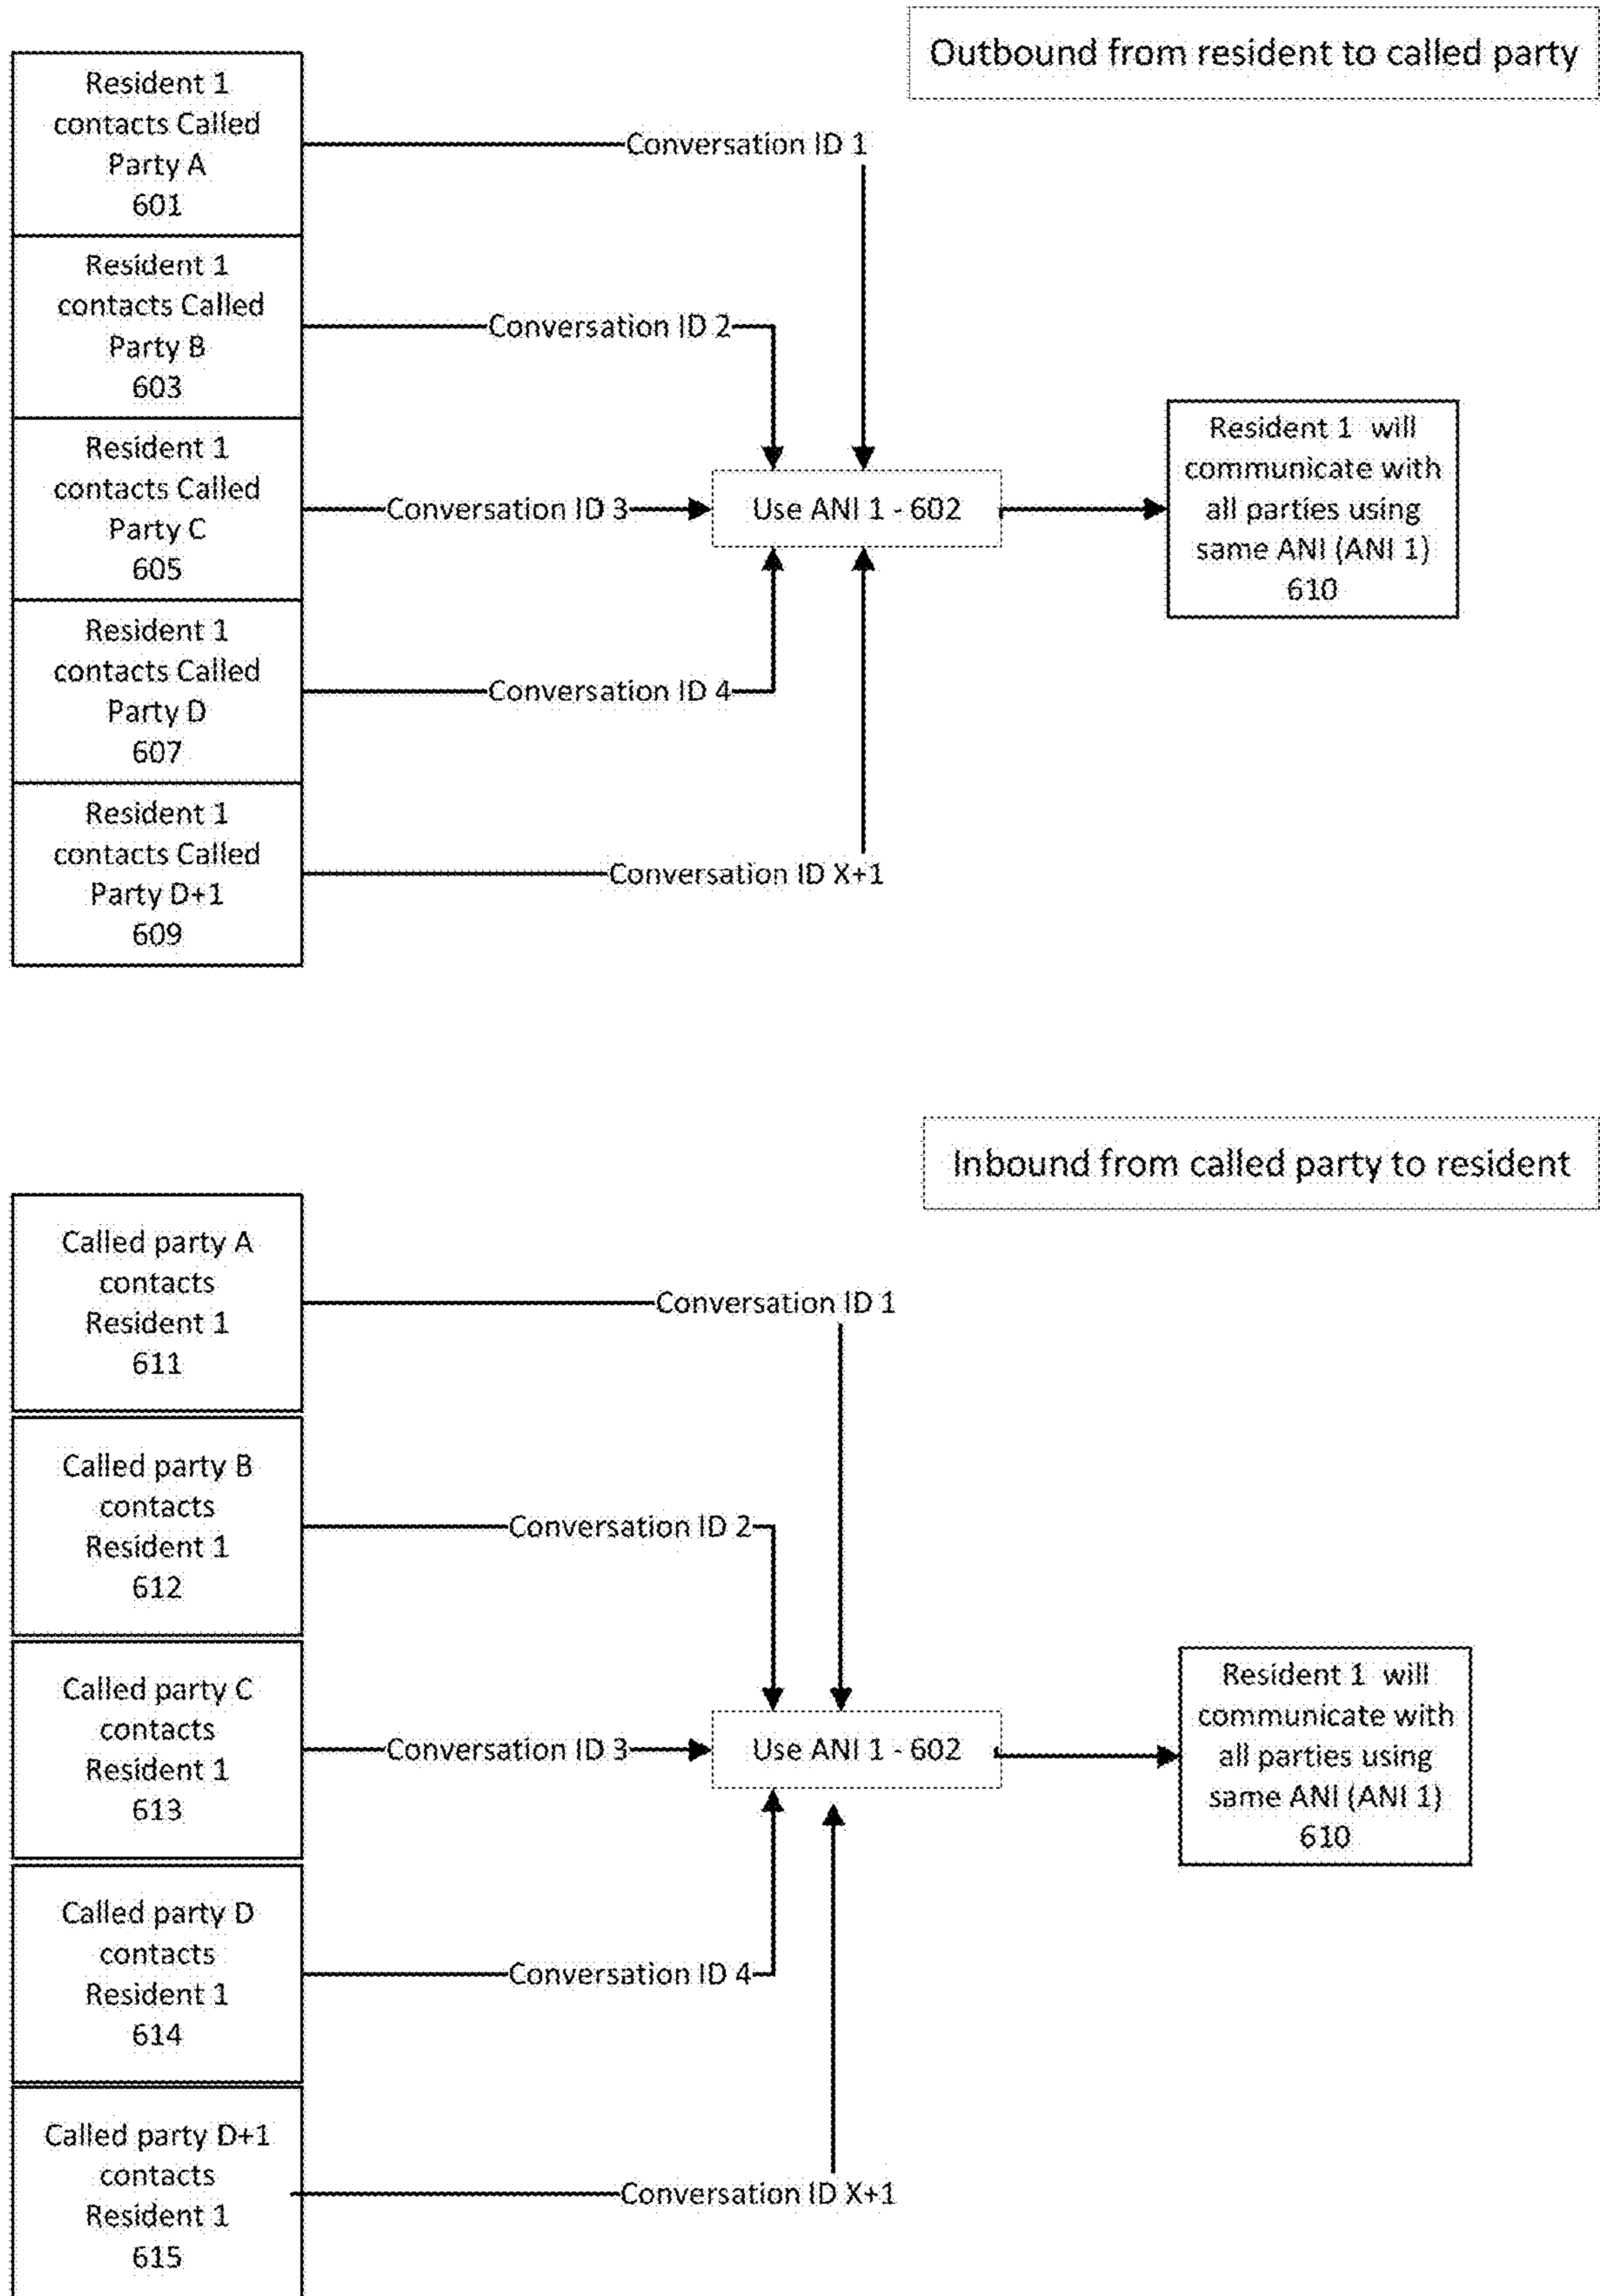 Outbound from resident to called party
Resident 1
contacts Called
Party A
601
Conversation ID 1
Resident 1
contacts Called
Party B
603
Conversation ID 2
Resident 1
contacts Called
Party C
605
Conversation ID 3
Use ANI 1 - 602
Resident 1 will
communicate with
all parties using
same ANI (ANI 1)
610
Resident 1
contacts Called
Party D
607
Conversation ID 4
Resident 1
contacts Called
Party D+1
609
Conversation ID X+1
Inbound from called party to resident
Called party A
contacts
Resident 1
611
Conversation ID 1
Called party B
contacts
Resident 1
612
Conversation ID 2
Called party C
contacts
Resident 1
613
Conversation ID 3
Use ANI 1 - 602
Resident 1 will
communicate with
all parties using
same ANI (ANI 1)
610
Called party D
contacts
Resident 1
614
Conversation ID 4
Called party D+1
contacts
Resident 1
615
Conversation ID X+1